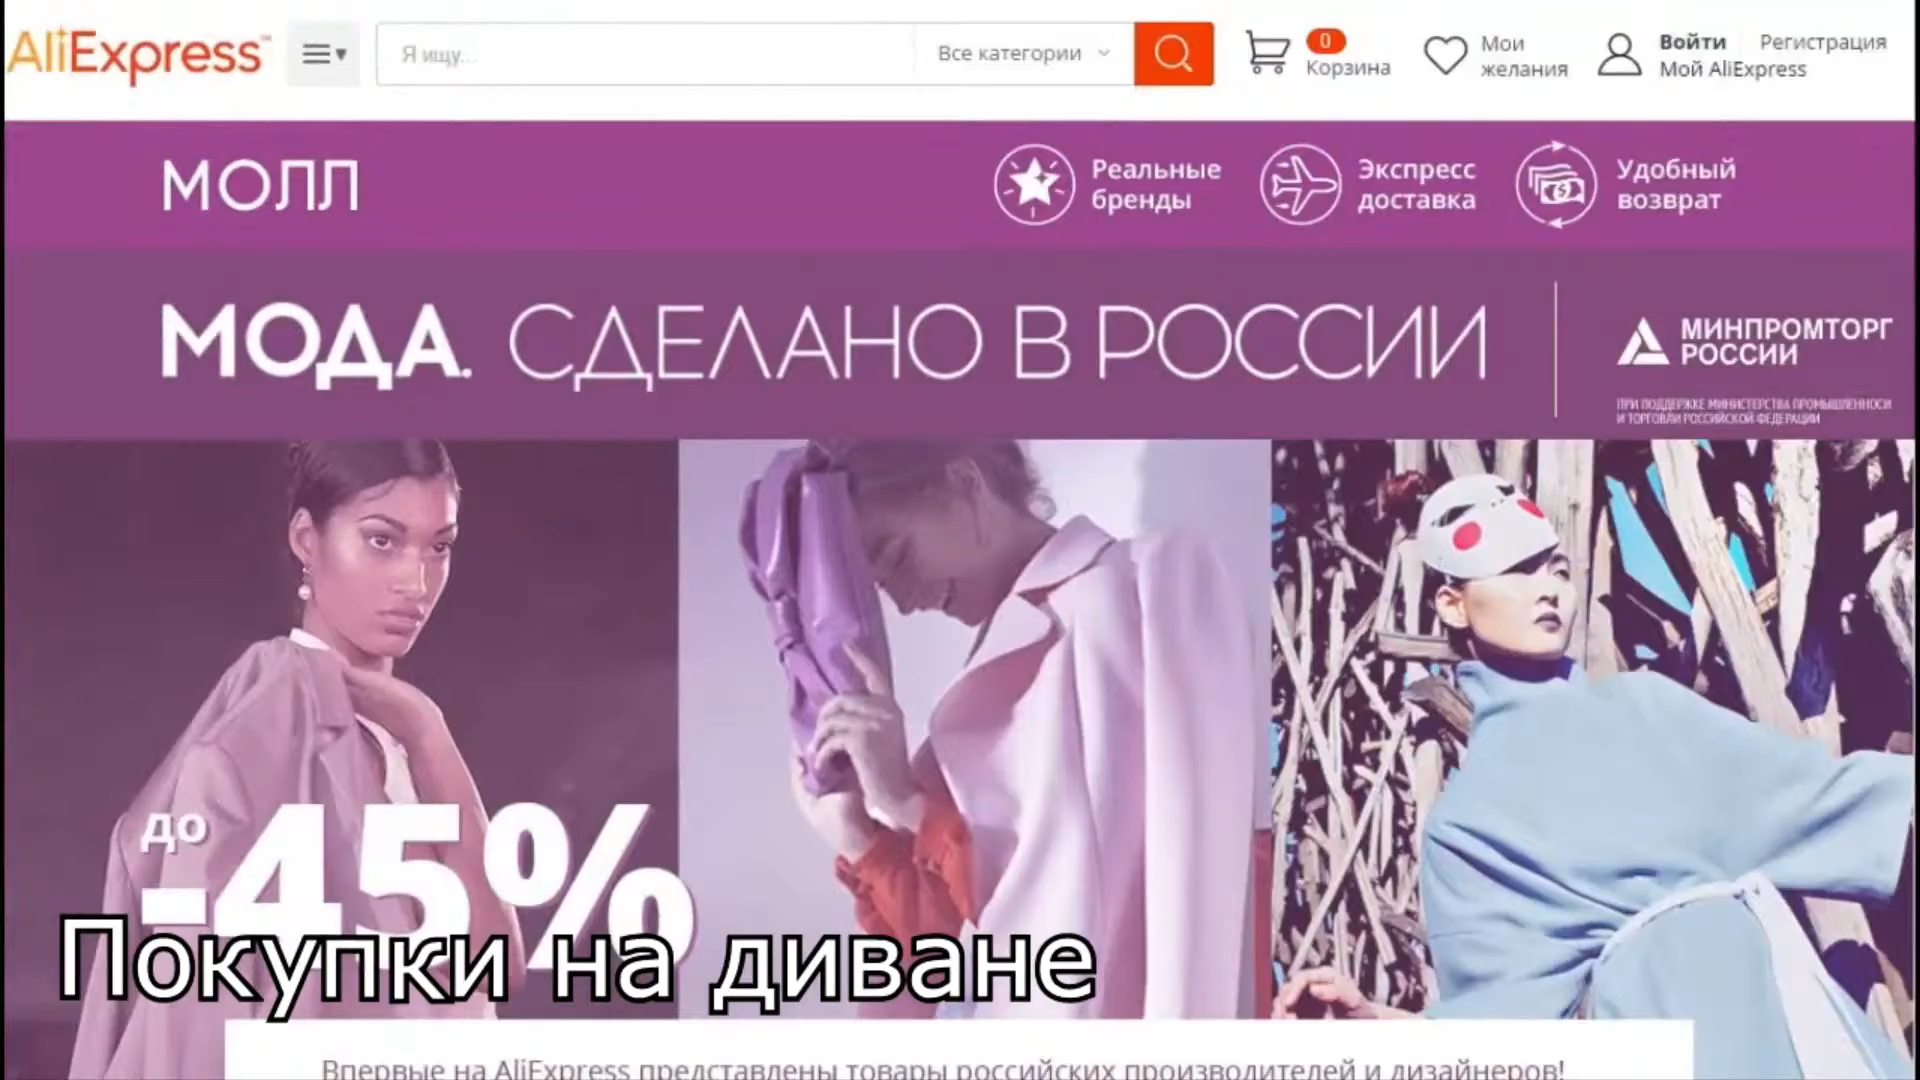 AliExpress™
Я ищу...
Все категории
0
Корзина
Мои
желания
Войти
Регистрация
Мой AliExpress
МОЛЛ
Реальные
бренды
Экспресс
доставка
Удобный
возврат
МОДА. СДЕЛАНО В РОССИИ
МИНПРОМТОРГ
РОССИИ
ПРИ ПОДДЕРЖКЕ МИНИСТЕРСТВА ПРОМЫШЛЕННОСИ
И ТОРГОВЛИ РОССИЙСКОЙ ФЕДЕРАЦИИ
до
-45%
Покупки на диване
Впервые на AliExpress представлены товары российских производителей и дизайнеров!